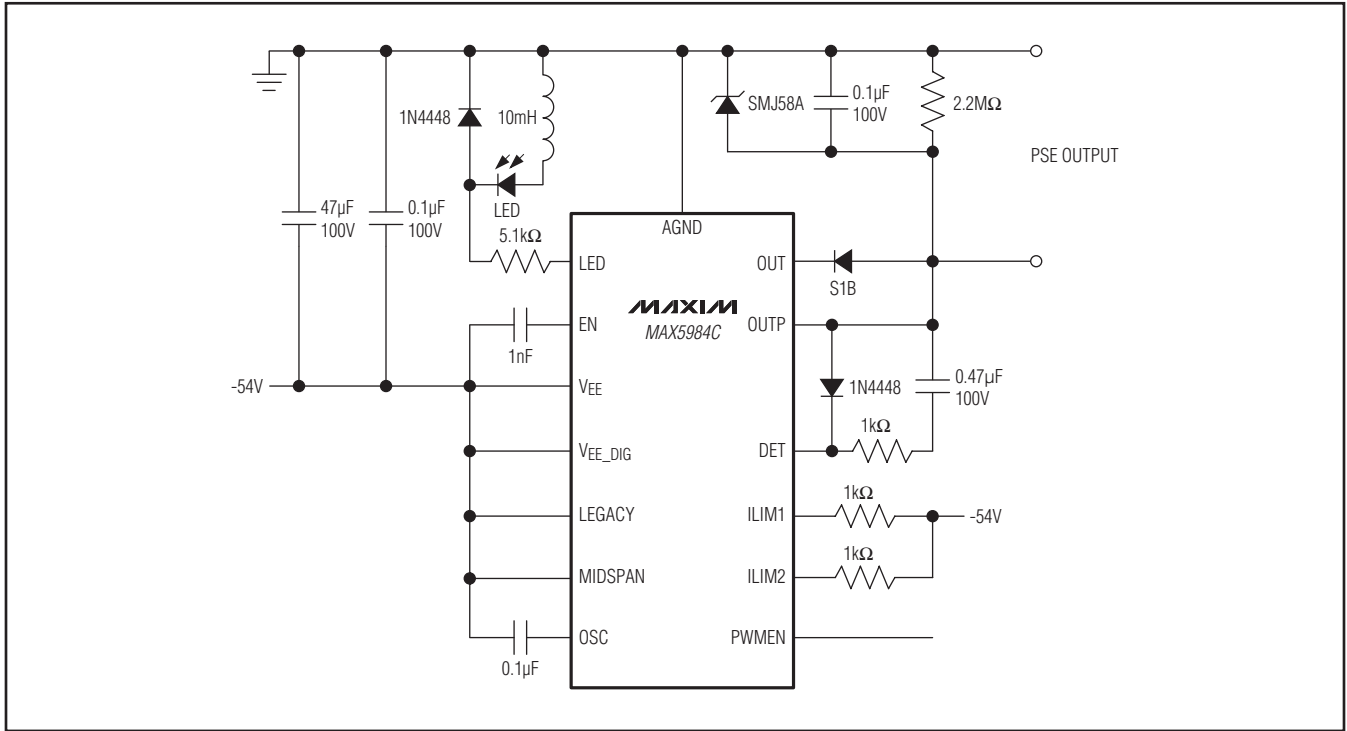 1N4448
10mH
SMJ58A
0.1µF
100V
2.2MΩ
PSE OUTPUT
47µF
100V
0.1µF
100V
LED
5.1kΩ
AGND
LED
OUT
S1B
MAXIM
MAX5984C
EN
OUTP
1nF
-54V
VEE
1N4448
0.47µF
100V
1kΩ
VEE_DIG
DET
1kΩ
LEGACY
ILIM1
-54V
1kΩ
MIDSPAN
ILIM2
OSC
PWMEN
0.1µF